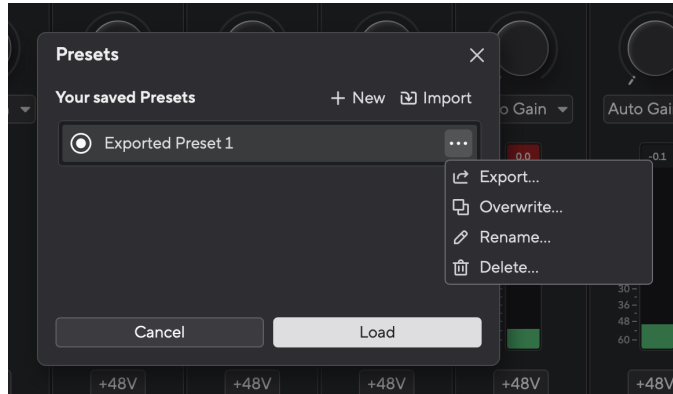 Presets
Your saved Presets
+ New
Import
Exported Preset 1
Export...
Overwrite...
Rename...
Delete...
Cancel
Load
o Gain
Auto Gai
0.0
-0.1
30
36
48
60
+48V
+48V
+48V
+48V
+48V